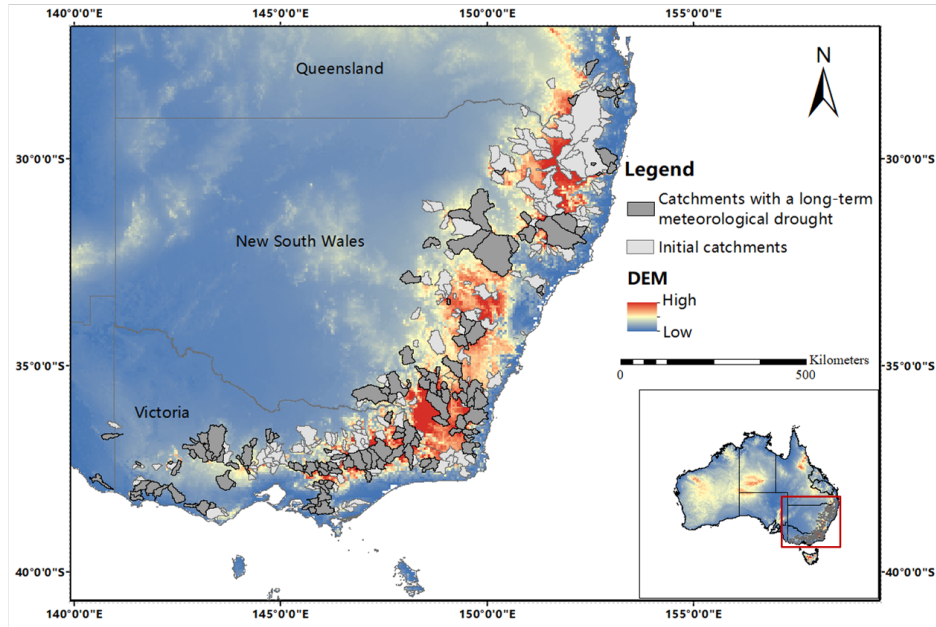 140°0'0"E 145°0'0"E 150°0'0"E 155°0'0"E
Queensland
N
30°0'0"S
30°0'0"S
Legend
Catchments with a long-term
meteorological drought
New South Wales
Initial catchments
DEM
High
Low
35°0'0"S
35°0'0"S
Kilometers
0 500
Victoria
40°0'0"S
40°0'0"S
140°0'0"E 145°0'0"E 150°0'0"E 155°0'0"E